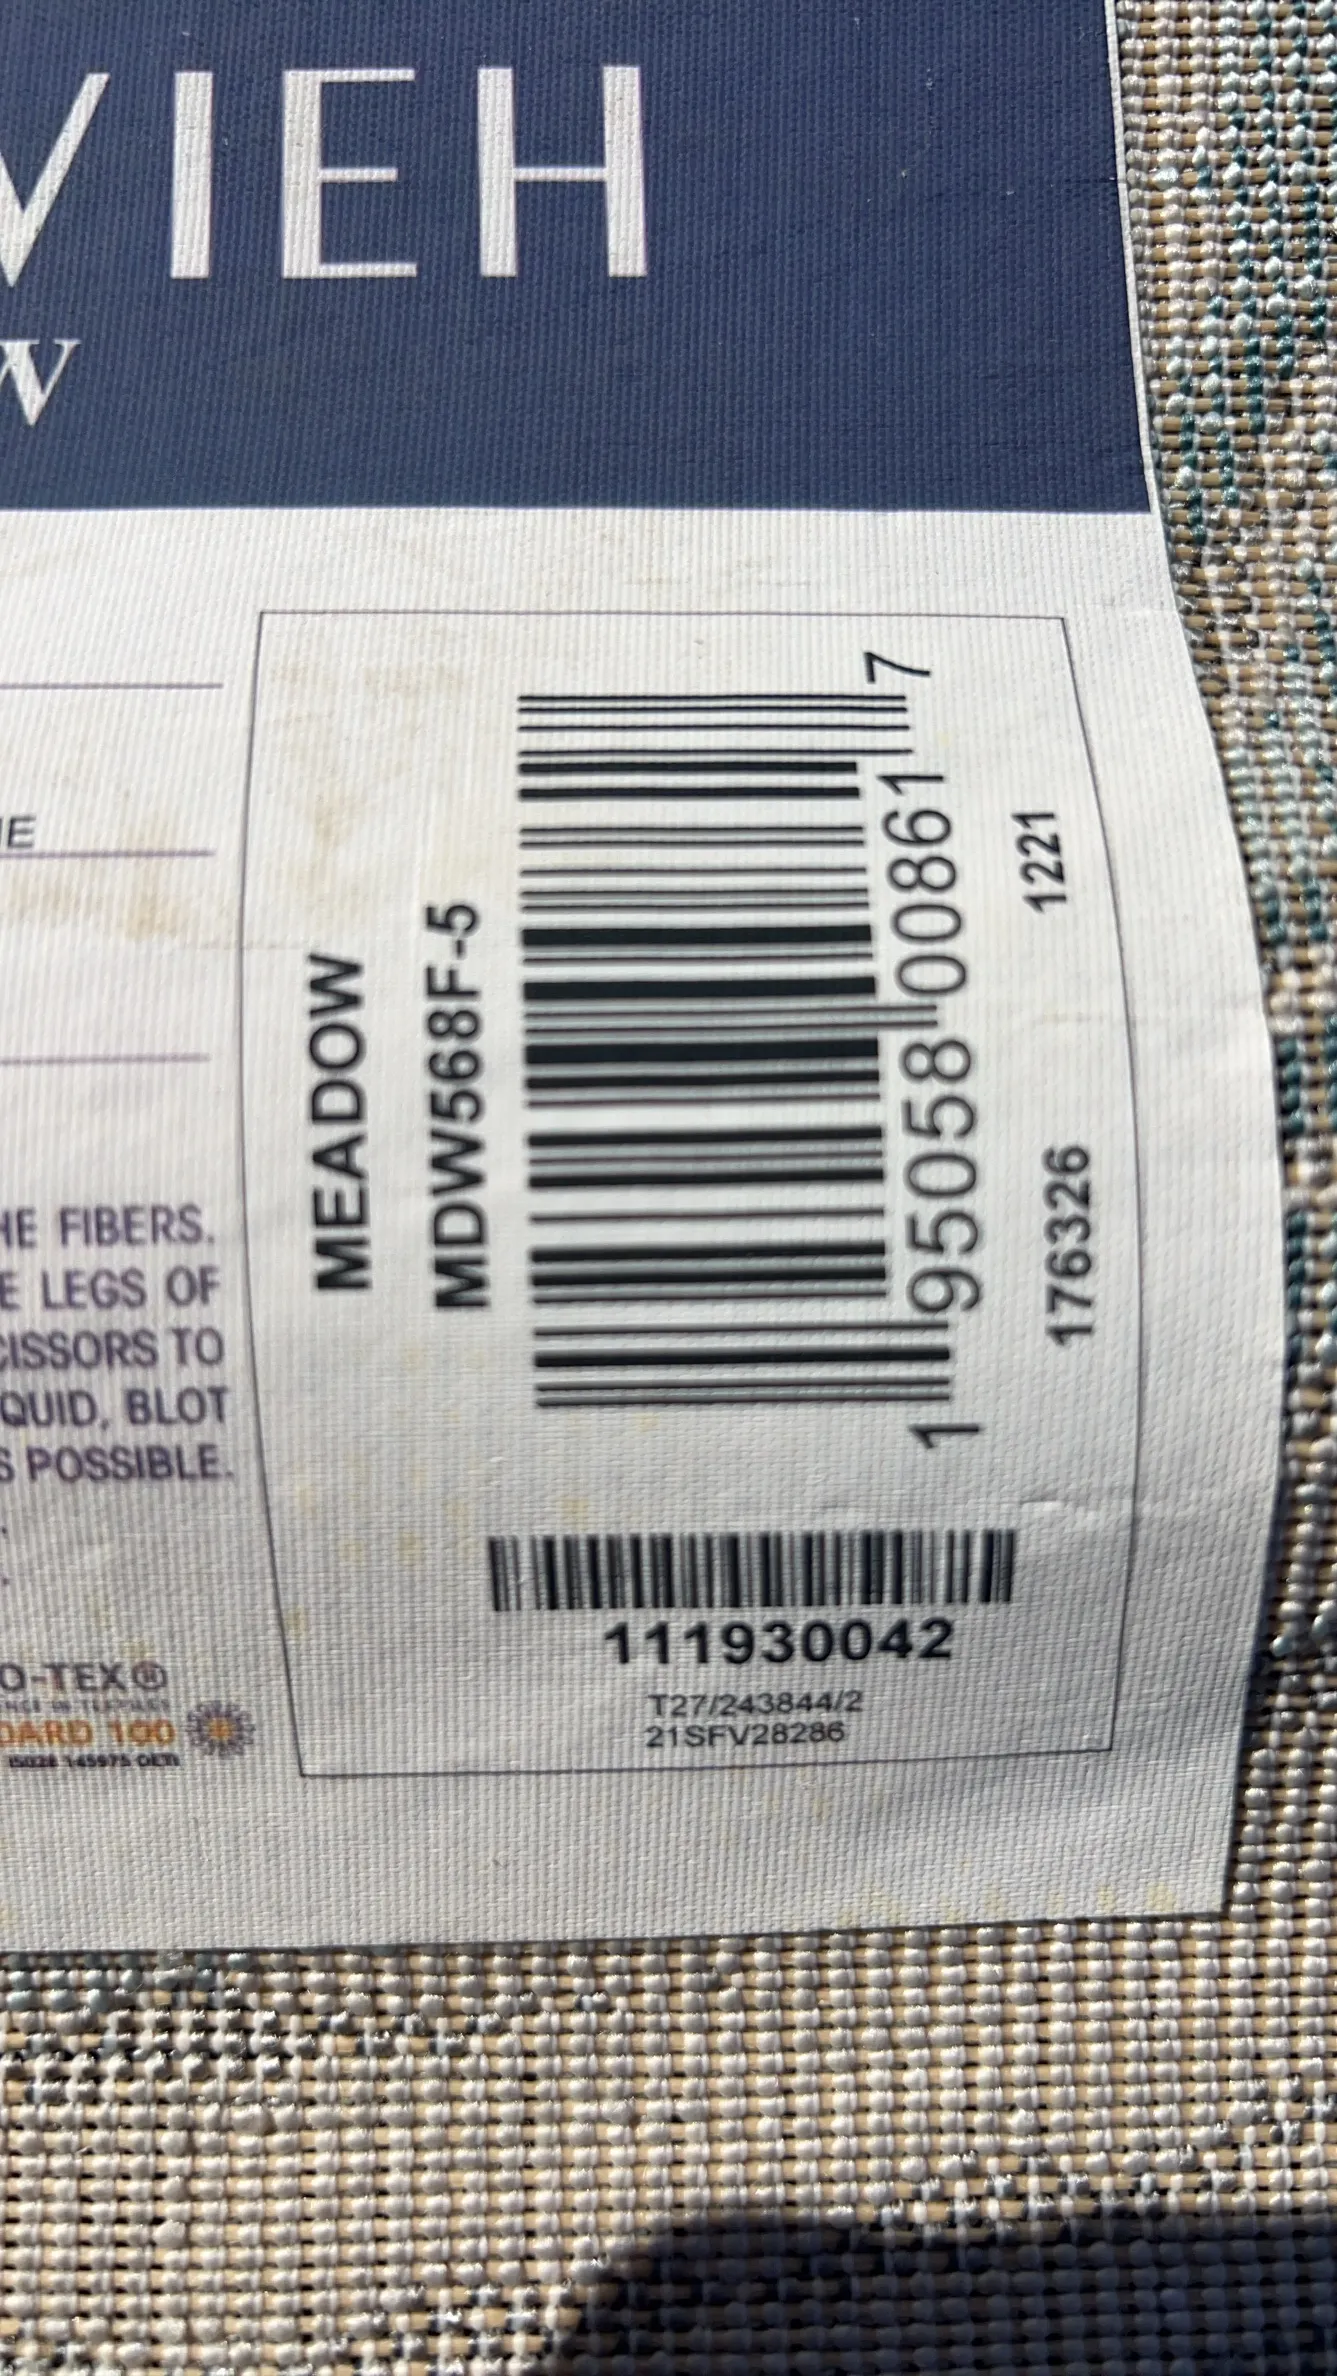 VIEH
W
IE
HE FIBERS.
E LEGS OF
CISSORS TO
QUID, BLOT
S POSSIBLE.
O-TEX®
DARD 100
MEADOW
MDW568F-5
1 95058 00861 7
176326 1221
111930042
T27/243844/2
21SFV28286